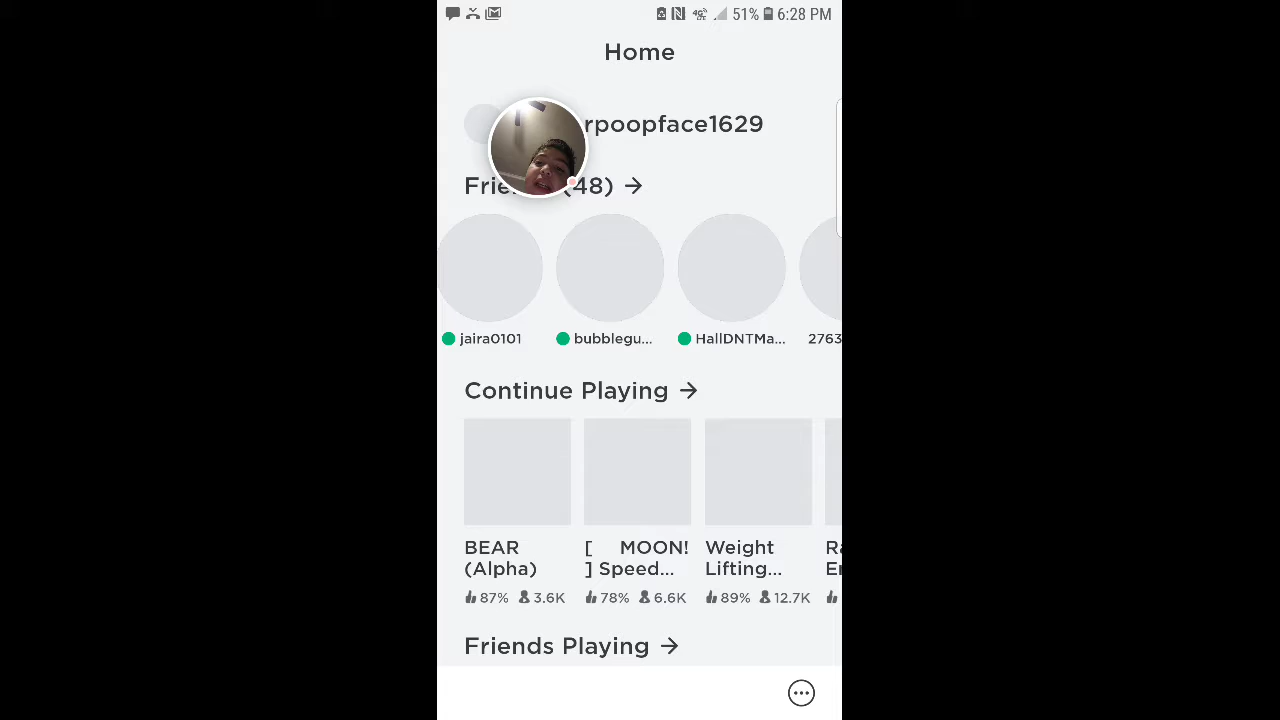 51% 6:28 PM
Home
rpoopface1629
(48) →
jaira0101 bubblegu... HallDNTMa... 2763
Continue Playing →
BEAR (Alpha)
[ MOON! ] Speed...
Weight Lifting...
87% 3.6K 78% 6.6K 89% 12.7K
Friends Playing →